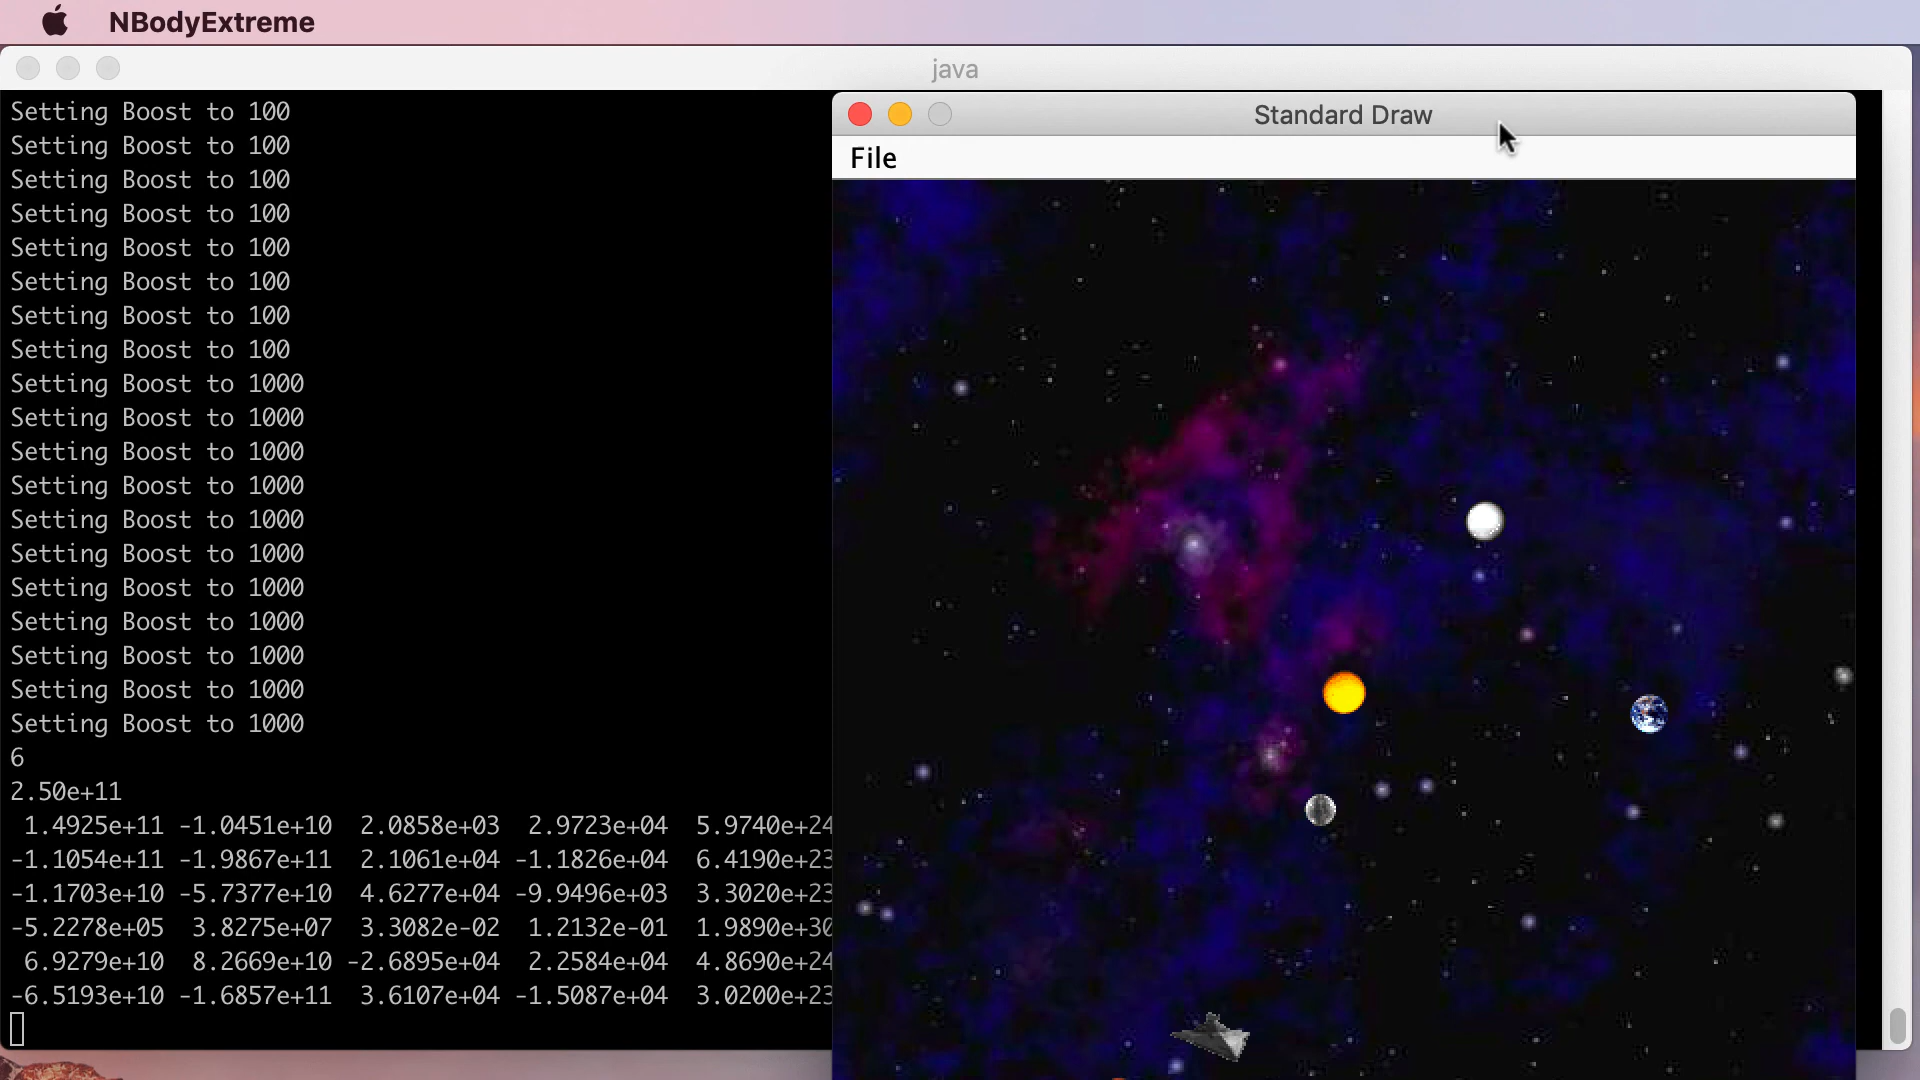 NBodyExtreme
java
Setting Boost to 100
Setting Boost to 100
Setting Boost to 100
Setting Boost to 100
Setting Boost to 100
Setting Boost to 100
Setting Boost to 100
Setting Boost to 100
Setting Boost to 1000
Setting Boost to 1000
Setting Boost to 1000
Setting Boost to 1000
Setting Boost to 1000
Setting Boost to 1000
Setting Boost to 1000
Setting Boost to 1000
Setting Boost to 1000
Setting Boost to 1000
Setting Boost to 1000
6
2.50e+11
1.4925e+11 -1.0451e+10 2.0858e+03 2.9723e+04 5.9740e+24
-1.1054e+11 -1.9867e+11 2.1061e+04 -1.1826e+04 6.4190e+23
-1.1703e+10 -5.7377e+10 4.6277e+04 -9.9496e+03 3.3020e+23
-5.2278e+05 3.8275e+07 3.3082e-02 1.2132e-01 1.9890e+30
6.9279e+10 8.2669e+10 -2.6895e+04 2.2584e+04 4.8690e+24
-6.5193e+10 -1.6857e+11 3.6107e+04 -1.5087e+04 3.0200e+23
Standard Draw
File